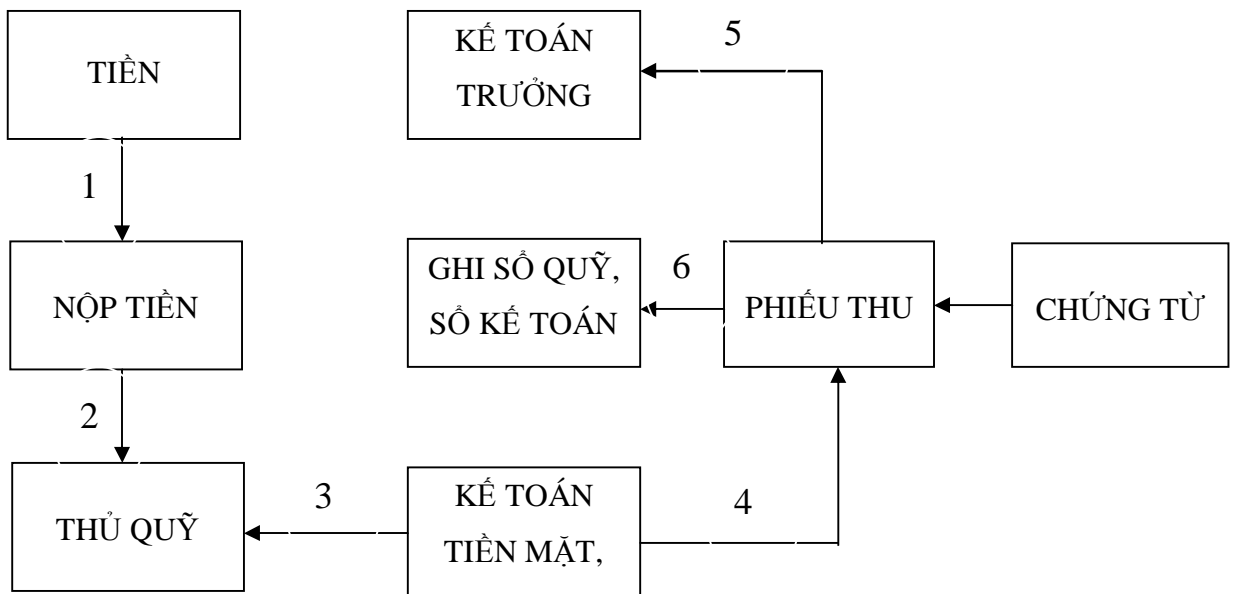 TIỀN
KẾ TOÁN
TRƯỞNG
5
1
NỘP TIỀN
GHI SỔ QUỸ,
SỔ KẾ TOÁN
6
PHIẾU THU
CHỨNG TỪ
2
THỦ QUỸ
3
KẾ TOÁN
TIỀN MẶT,
4